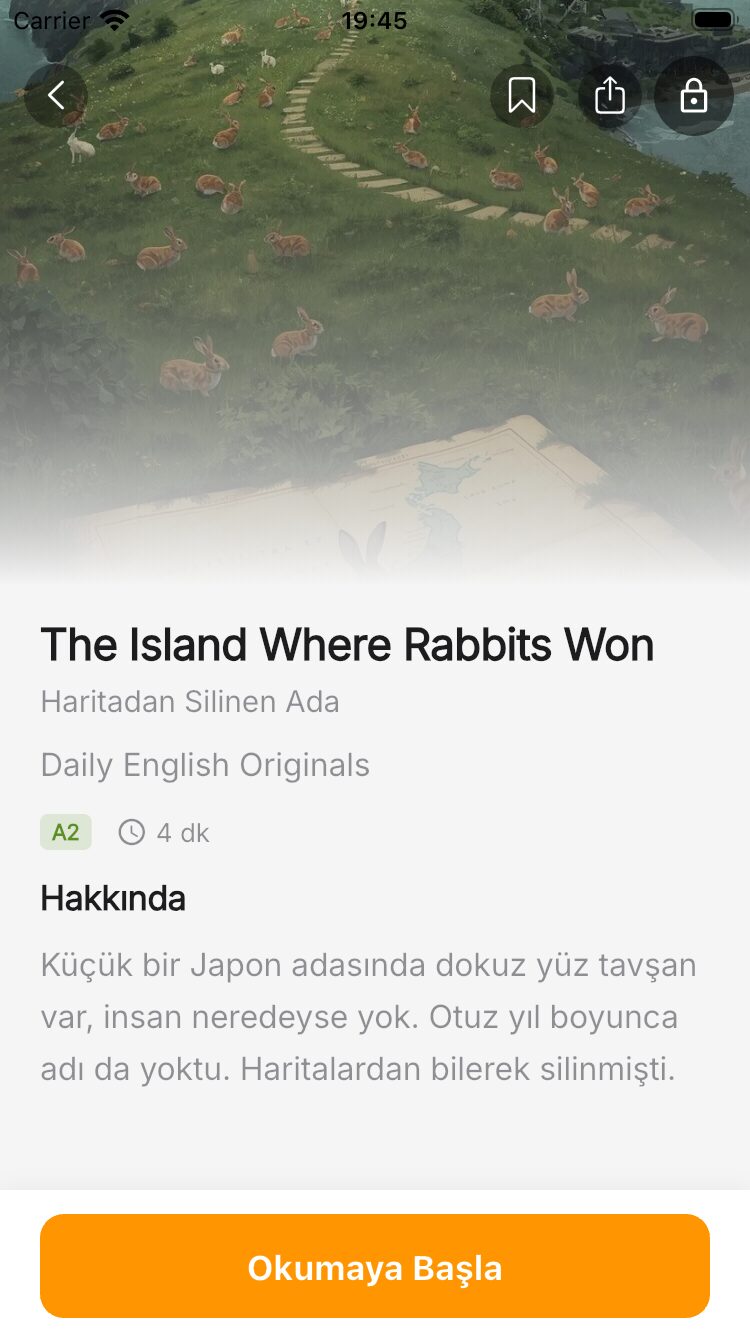 Carrier 19:45
The Island Where Rabbits Won
Haritadan Silinen Ada
Daily English Originals
A2 4 dk
Hakkında
Küçük bir Japon adasında dokuz yüz tavşan
var, insan neredeyse yok. Otuz yıl boyunca
adı da yoktu. Haritalardan bilerek silinmişti.
Okumaya Başla